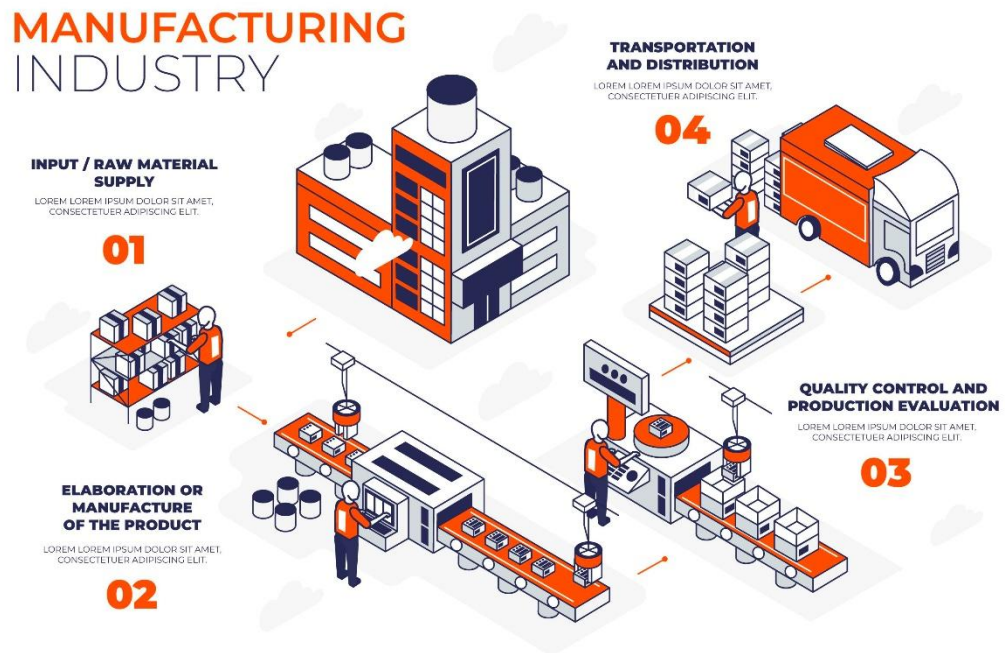 MANUFACTURING
INDUSTRY
INPUT / RAW MATERIAL
SUPPLY
LOREM LOREM IPSUM DOLOR SIT AMET,
CONSECTETUER ADIPISCING ELIT.
01
ELABORATION OR
MANUFACTURE
OF THE PRODUCT
LOREM LOREM IPSUM DOLOR SIT AMET,
CONSECTETUER ADIPISCING ELIT.
02
QUALITY CONTROL AND
PRODUCTION EVALUATION
LOREM LOREM IPSUM DOLOR SIT AMET,
CONSECTETUER ADIPISCING ELIT.
03
TRANSPORTATION
AND DISTRIBUTION
LOREM LOREM IPSUM DOLOR SIT AMET,
CONSECTETUER ADIPISCING ELIT.
04